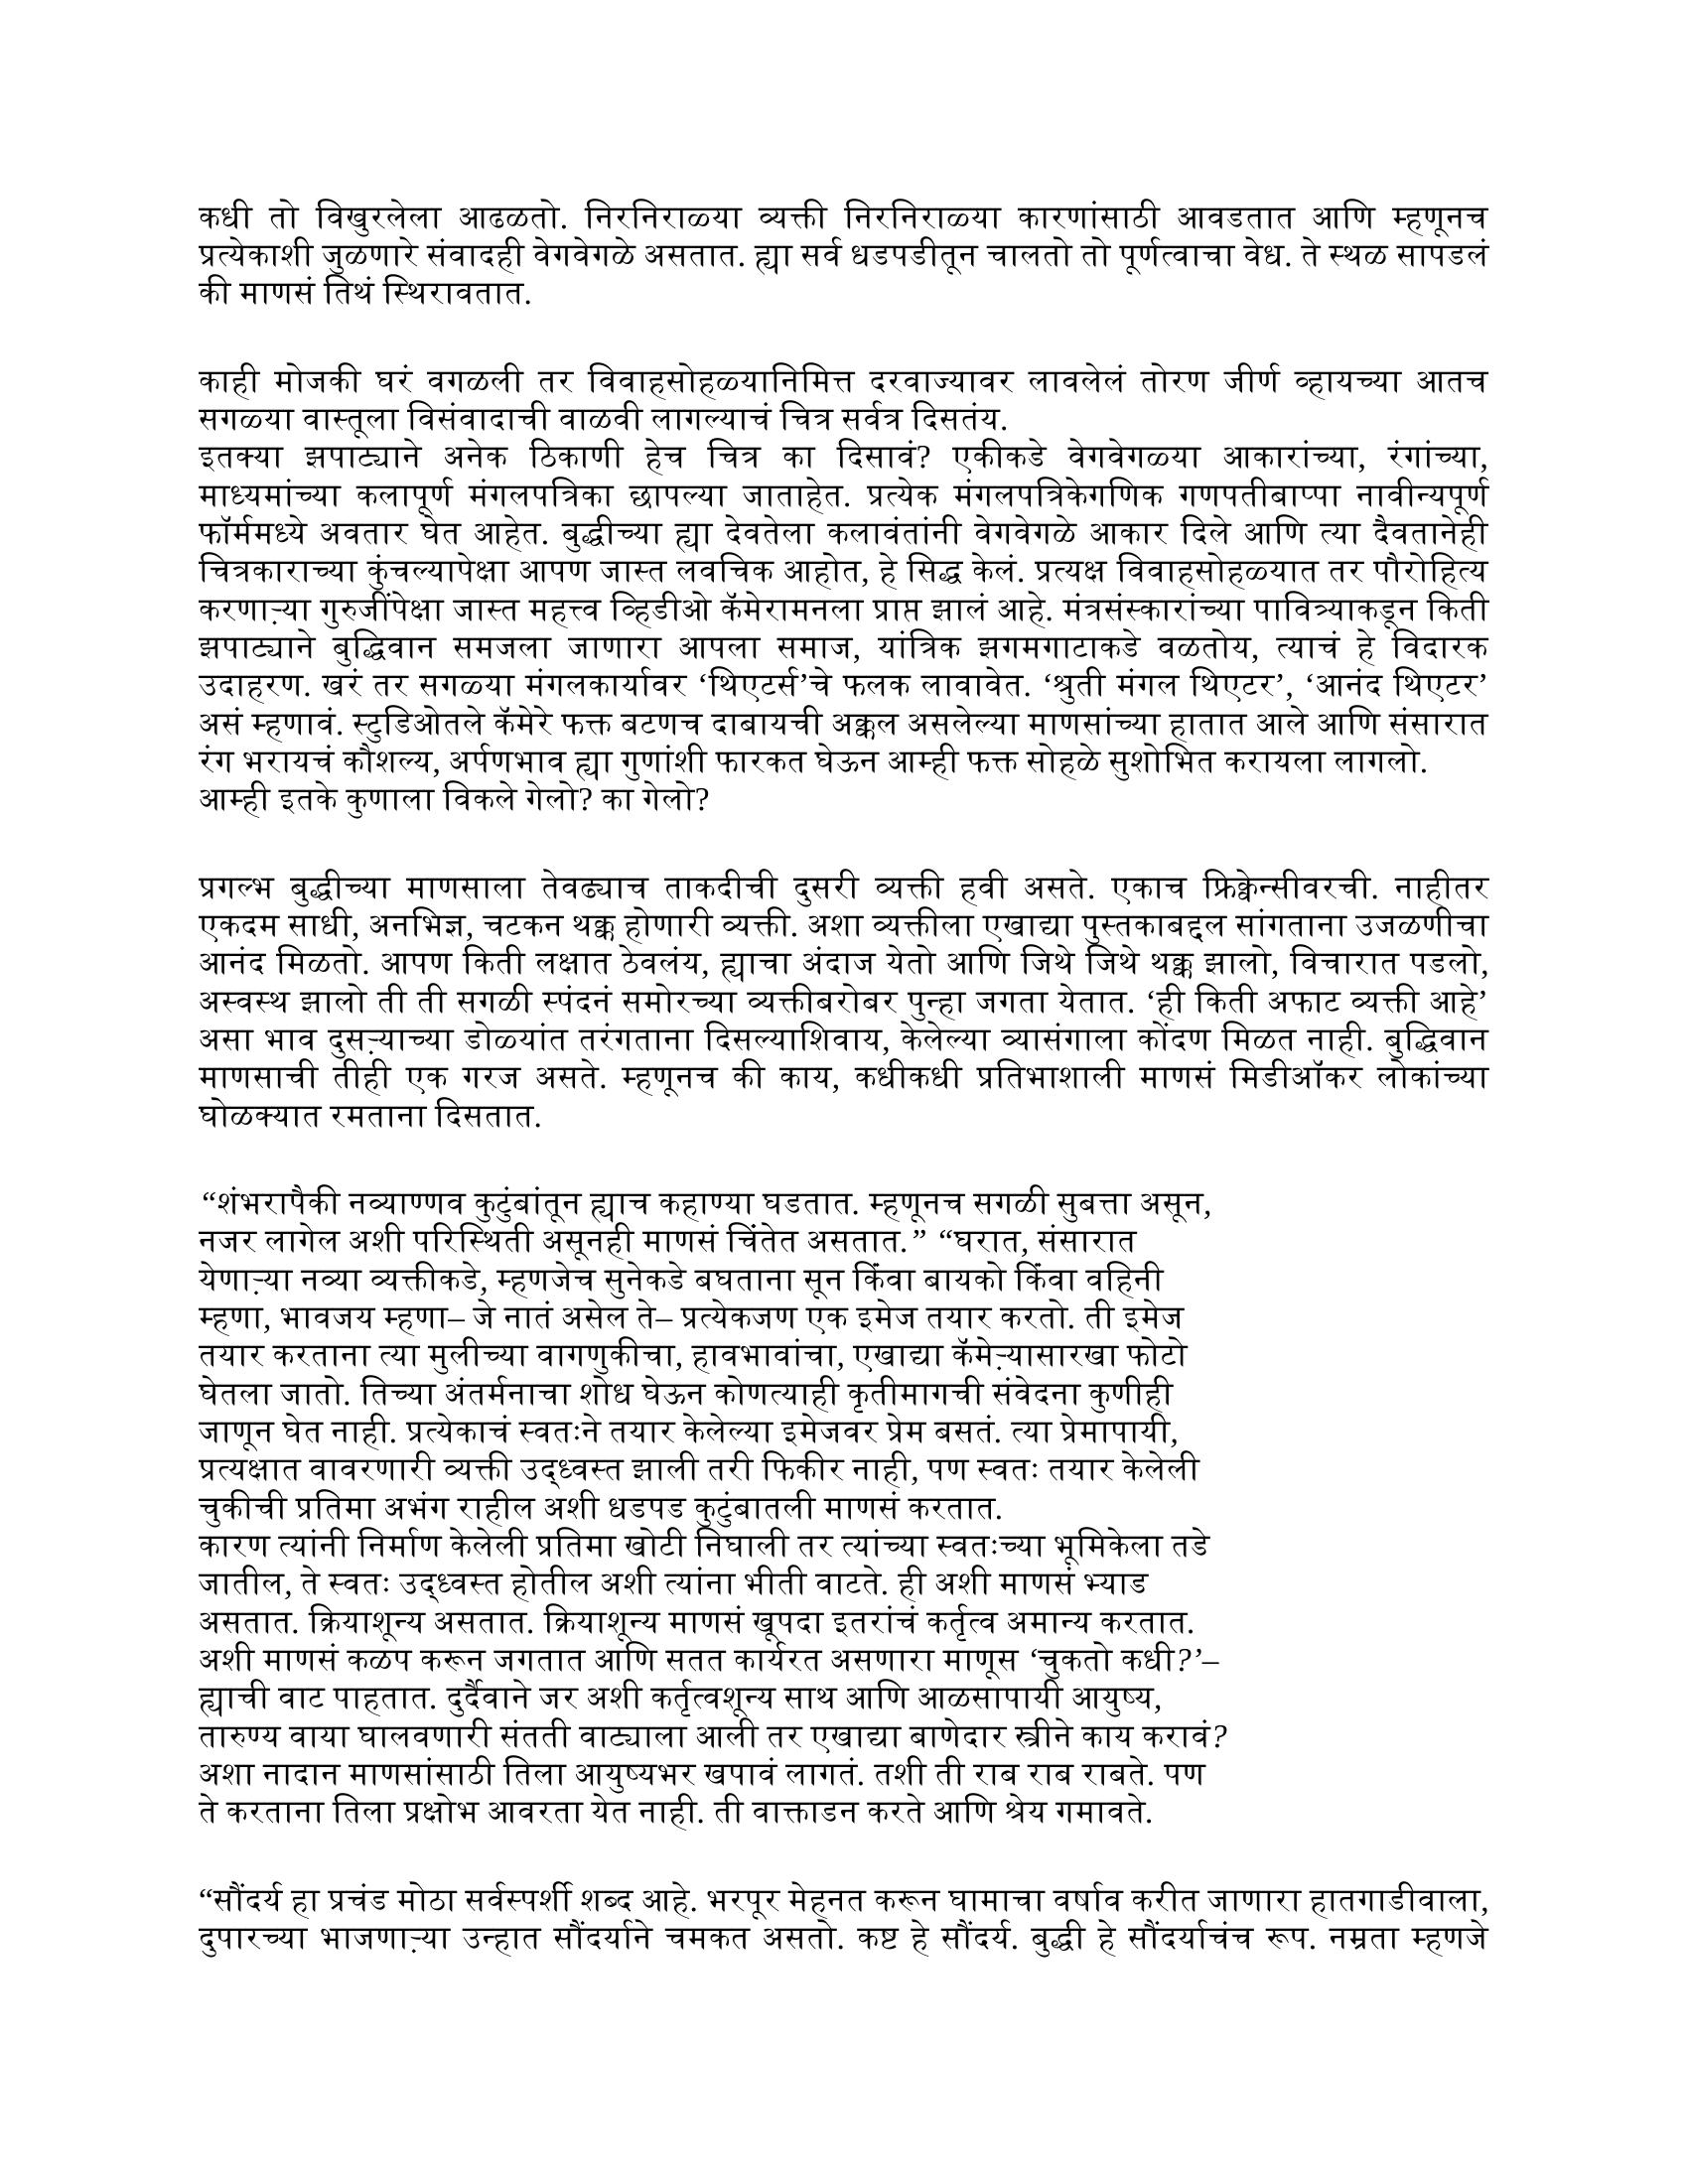 कधी तो विखुरलेला आढळतो. निरनिराळ्या व्यक्ती निरनिराळ्या कारणांसाठी आवडतात आणि म्हणूनच
प्रत्येकाशी जुळणारे संवादही वेगवेगळे असतात. ह्या सर्व धडपडीतून चालतो तो पूर्णत्वाचा वेध. ते स्थळ सापडलं
की माणसं तिथं स्थिरावतात.
काही मोजकी घरं वगळली तर विवाहसोहळ्यानिमित्त दरवाज्यावर लावलेलं तोरण जीर्ण व्हायच्या आतच
सगळ्या वास्तूला विसंवादाची वाळवी लागल्याचं चित्र सर्वत्र दिसतंय.
इतक्या झपाट्याने अनेक ठिकाणी हेच चित्र का दिसावं? एकीकडे वेगवेगळ्या आकारांच्या, रंगांच्या,
माध्यमांच्या कलापूर्ण मंगलपत्रिका छापल्या जाताहेत. प्रत्येक मंगलपत्रिकेगणिक गणपतीबाप्पा नावीन्यपूर्ण
फॉर्ममध्ये अवतार घेत आहेत. बुद्धीच्या ह्या देवतेला कलावंतांनी वेगवेगळे आकार दिले आणि त्या दैवतानेही
चित्रकाराच्या कुंचल्यापेक्षा आपण जास्त लवचिक आहोत, हे सिद्ध केलं. प्रत्यक्ष विवाहसोहळ्यात तर पौरोहित्य
करणाऱ्या गुरुजींपेक्षा जास्त महत्त्व व्हिडीओ कॅमेरामनला प्राप्त झालं आहे. मंत्रसंस्कारांच्या पावित्र्याकडून किती
झपाट्याने बुद्धिवान समजला जाणारा आपला समाज, यांत्रिक झगमगाटाकडे वळतोय, त्याचं हे विदारक
उदाहरण. खरं तर सगळ्या मंगलकार्यावर ‘थिएटर्स’चे फलक लावावेत. ‘श्रुती मंगल थिएटर’, ‘आनंद थिएटर’
असं म्हणावं. स्टुडिओतले कॅमेरे फक्त बटणच दाबायची अक्कल असलेल्या माणसांच्या हातात आले आणि संसारात
रंग भरायचं कौशल्य, अर्पणभाव ह्या गुणांशी फारकत घेऊन आम्ही फक्त सोहळे सुशोभित करायला लागलो.
आम्ही इतके कुणाला विकले गेलो? का गेलो?
प्रगल्भ बुद्धीच्या माणसाला तेवढ्याच ताकदीची दुसरी व्यक्ती हवी असते. एकाच फ्रिक्वेन्सीवरची. नाहीतर
एकदम साधी, अनभिज्ञ, चटकन थक्क होणारी व्यक्ती. अशा व्यक्तीला एखाद्या पुस्तकाबद्दल सांगताना उजळणीचा
आनंद मिळतो. आपण किती लक्षात ठेवलंय, ह्याचा अंदाज येतो आणि जिथे जिथे थक्क झालो, विचारात पडलो,
अस्वस्थ झालो ती ती सगळी स्पंदनं समोरच्या व्यक्तीबरोबर पुन्हा जगता येतात. ‘ही किती अफाट व्यक्ती आहे’
असा भाव दुसऱ्याच्या डोळ्यांत तरंगताना दिसल्याशिवाय, केलेल्या व्यासंगाला कोंदण मिळत नाही. बुद्धिवान
माणसाची तीही एक गरज असते. म्हणूनच की काय, कधीकधी प्रतिभाशाली माणसं मिडीऑकर लोकांच्या
घोळक्यात रमताना दिसतात.
“शंभरापैकी नव्याण्णव कुटुंबांतून ह्याच कहाण्या घडतात. म्हणूनच सगळी सुबत्ता असून,
नजर लागेल अशी परिस्थिती असूनही माणसं चिंतेत असतात.” “घरात, संसारात
येणाऱ्या नव्या व्यक्तीकडे, म्हणजेच सुनेकडे बघताना सून किंवा बायको किंवा वहिनी
म्हणा, भावजय म्हणा– जे नातं असेल ते– प्रत्येकजण एक इमेज तयार करतो. ती इमेज
तयार करताना त्या मुलीच्या वागणुकीचा, हावभावांचा, एखाद्या कॅमेऱ्यासारखा फोटो
घेतला जातो. तिच्या अंतर्मनाचा शोध घेऊन कोणत्याही कृतीमागची संवेदना कुणीही
जाणून घेत नाही. प्रत्येकाचं स्वतःने तयार केलेल्या इमेजवर प्रेम बसतं. त्या प्रेमापायी,
प्रत्यक्षात वावरणारी व्यक्ती उद्ध्वस्त झाली तरी फिकीर नाही, पण स्वतः तयार केलेली
चुकीची प्रतिमा अभंग राहील अशी धडपड कुटुंबातली माणसं करतात.
कारण त्यांनी निर्माण केलेली प्रतिमा खोटी निघाली तर त्यांच्या स्वतःच्या भूमिकेला तडे
जातील, ते स्वतः उद्ध्वस्त होतील अशी त्यांना भीती वाटते. ही अशी माणसं भ्याड
असतात. क्रियाशून्य असतात. क्रियाशून्य माणसं खूपदा इतरांचं कर्तृत्व अमान्य करतात.
अशी माणसं कळप करून जगतात आणि सतत कार्यरत असणारा माणूस ‘चुकतो कधी?’–
ह्याची वाट पाहतात. दुर्दैवाने जर अशी कर्तृत्वशून्य साथ आणि आळसापायी आयुष्य,
तारुण्य वाया घालवणारी संतती वाट्याला आली तर एखाद्या बाणेदार स्त्रीने काय करावं?
अशा नादान माणसांसाठी तिला आयुष्यभर खपावं लागतं. तशी ती राब राब राबते. पण
ते करताना तिला प्रक्षोभ आवरता येत नाही. ती वाक्ताडन करते आणि श्रेय गमावते.
“सौंदर्य हा प्रचंड मोठा सर्वस्पर्शी शब्द आहे. भरपूर मेहनत करून घामाचा वर्षाव करीत जाणारा हातगाडीवाला,
दुपारच्या भाजणाऱ्या उन्हात सौंदर्याने चमकत असतो. कष्ट हे सौंदर्य. बुद्धी हे सौंदर्याचंच रूप. नम्रता म्हणजे